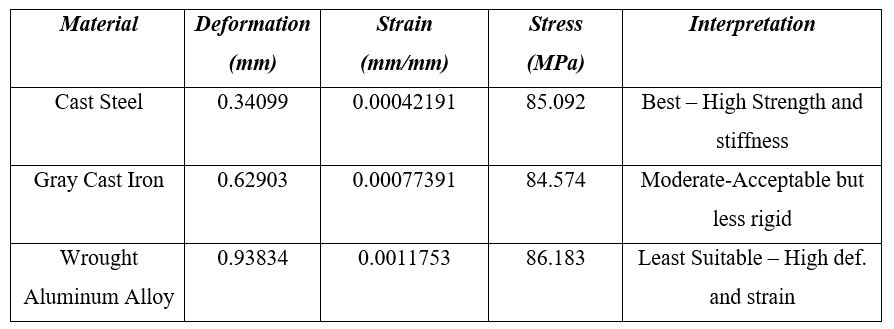 Material Deformation (mm) Strain (mm/mm) Stress (MPa) Interpretation
Cast Steel 0.34099 0.00042191 85.092 Best – High Strength and stiffness
Gray Cast Iron 0.62903 0.00077391 84.574 Moderate-Acceptable but less rigid
Wrought Aluminum Alloy 0.93834 0.0011753 86.183 Least Suitable – High def. and strain